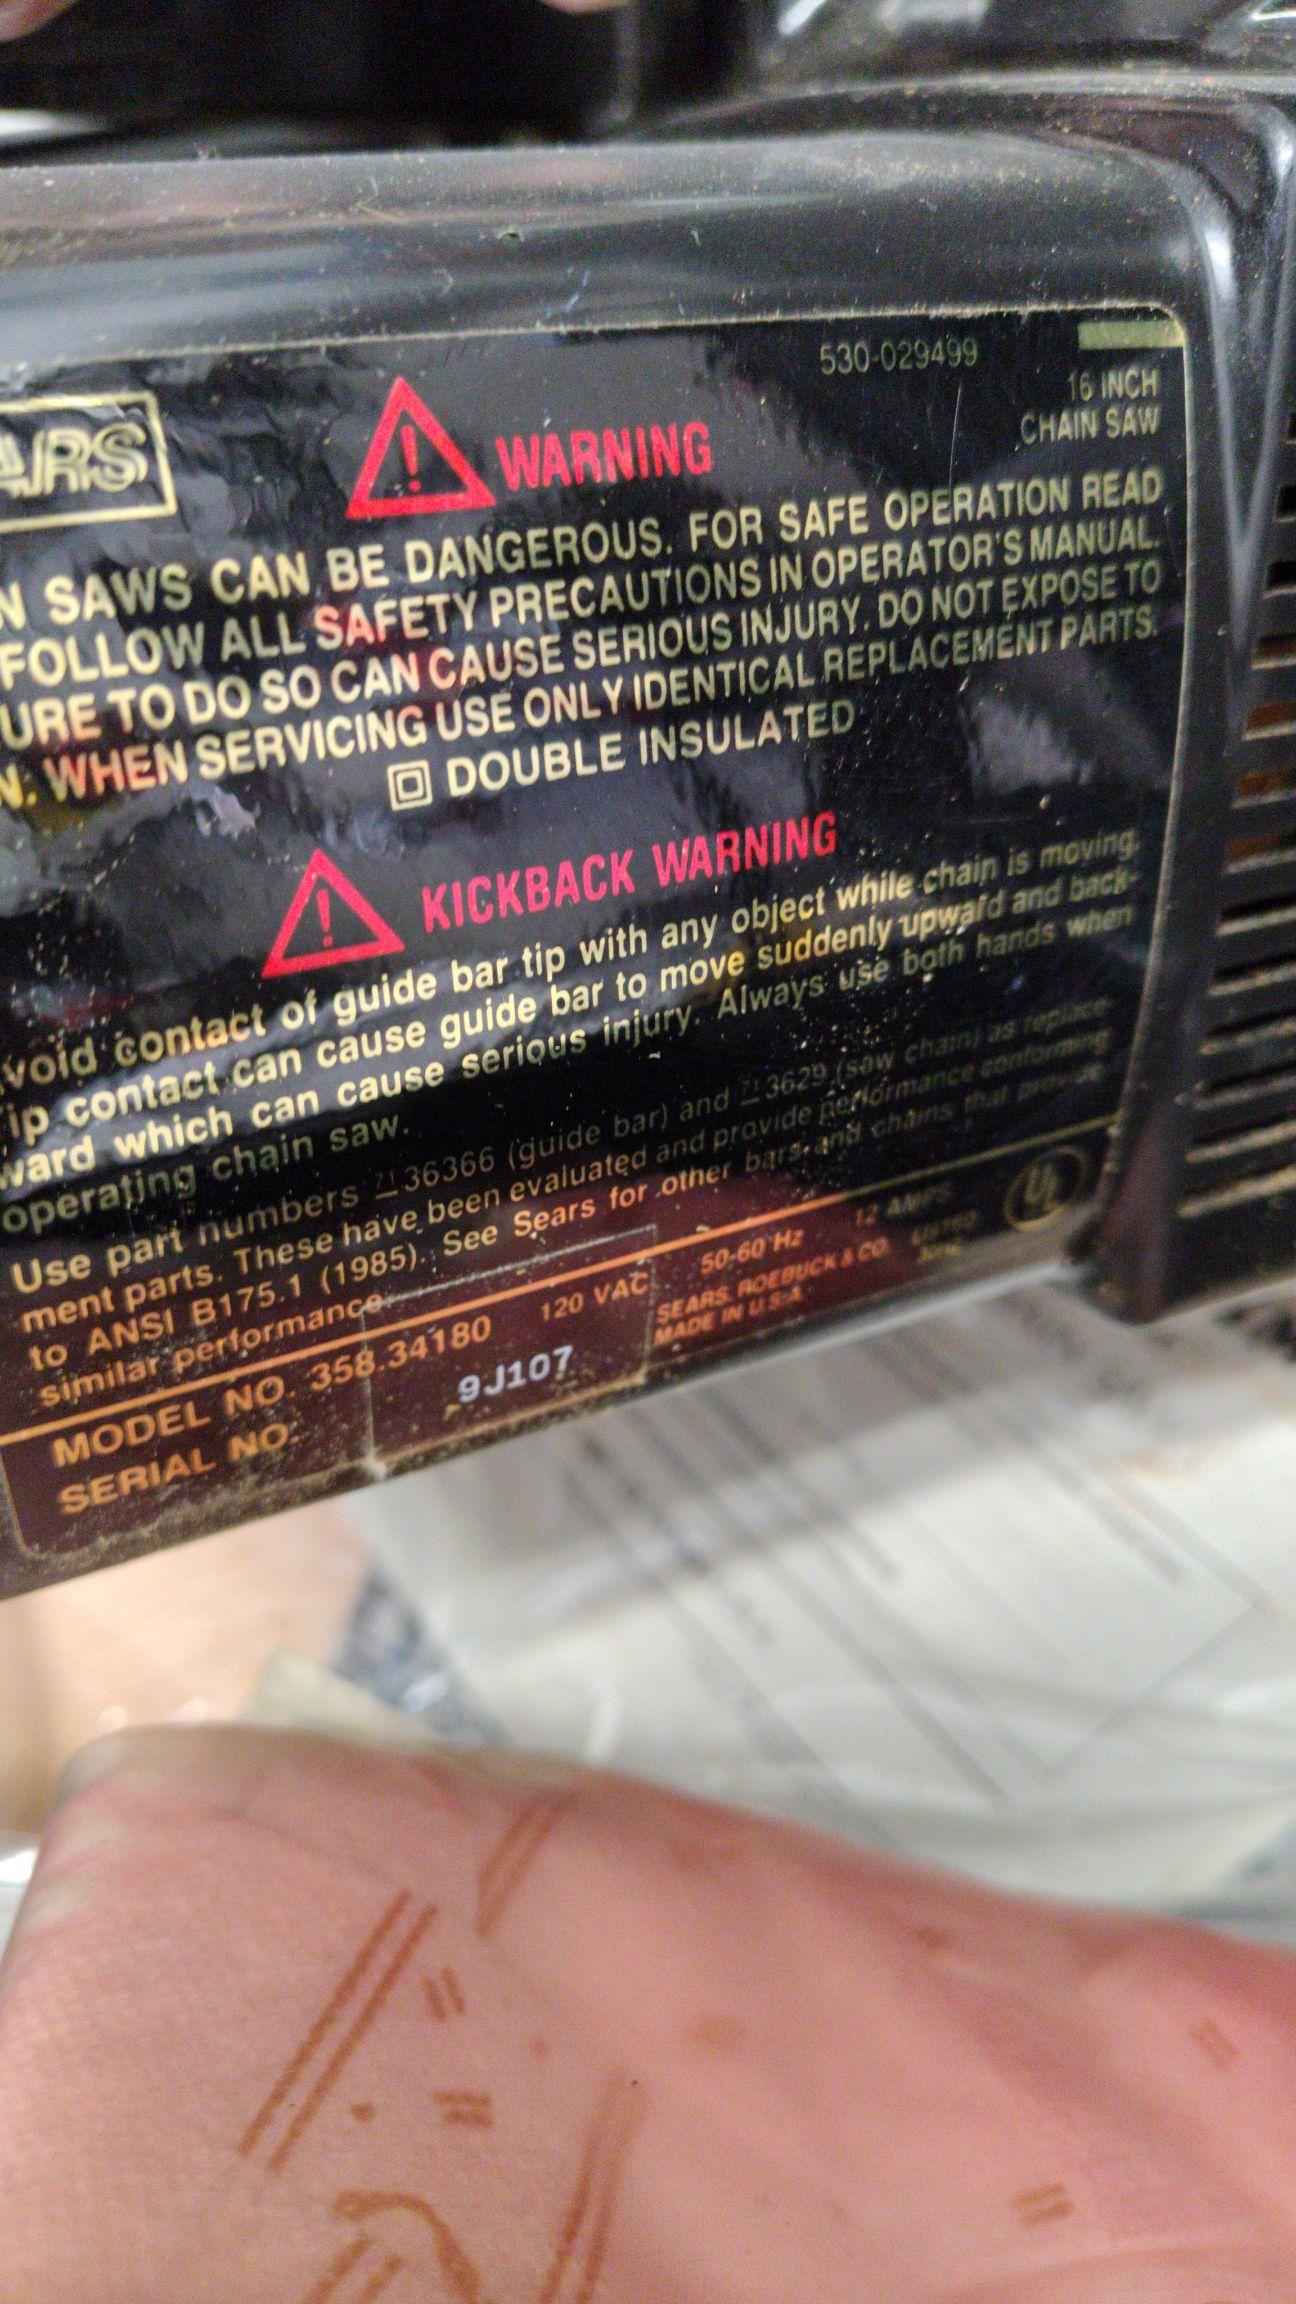 530-029499
16 INCH
CHAIN SAW
ARS
WARNING
N SAWS CAN BE DANGEROUS. FOR SAFE OPERATION READ
FOLLOW ALL SAFETY PRECAUTIONS IN OPERATOR'S MANUAL.
URE TO DO SO CAN CAUSE SERIOUS INJURY. DO NOT EXPOSE TO
N. WHEN SERVICING USE ONLY IDENTICAL REPLACEMENT PARTS.
DOUBLE INSULATED
KICKBACK WARNING
void contact of guide bar tip with any object while chain is moving.
ip contact can cause guide bar to move suddenly upward and back-
ward which can cause serious injury. Always use both hands when
operating chain saw.
Use part numbers 71 36366 (guide bar) and 71 3629 (saw chain) as replace-
ment parts. These have been evaluated and provide performance conforming
to ANSI B175.1 (1985). See Sears for other bars and chains that provide
similar performance
MODEL NO. 358.34180 120 VAC 50-60 Hz 12 AMPS
SERIAL NO. 9J107 SEARS, ROEBUCK & CO. LISTED
MADE IN U.S.A.
UL